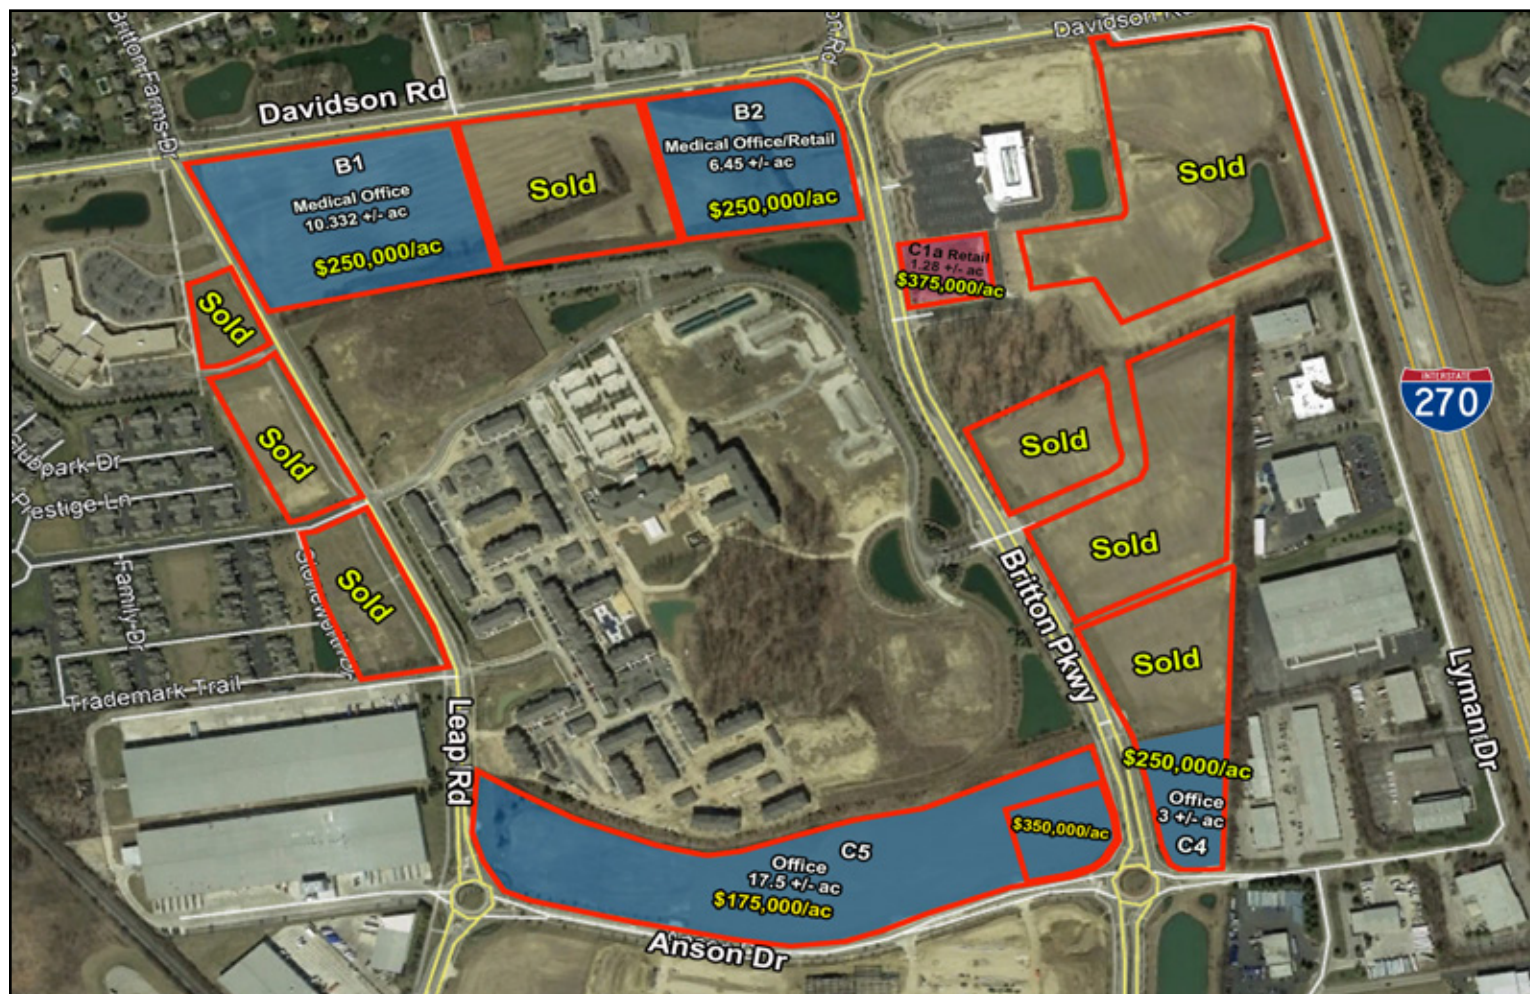 Davidson Rd
Britton Farms Dr
Davidson Rd
B1
Medical Office
10.332 +/- ac
$250,000/ac
Sold
B2
Medical Office/Retail
6.45 +/- ac
$250,000/ac
Sold
C1a Retail
1.28 +/- ac
$375,000/ac
Sold
Sold
Sold
INTERSTATE
270
Sold
Sold
Sold
Clubpark Dr
Prestige Ln
Family Dr
Trademark Trail
Britton Pkwy
Lyman Dr
Leap Rd
$250,000/ac
Office
3 +/- ac
C4
$350,000/ac
C5
Office
17.5 +/- ac
$175,000/ac
Anson Dr